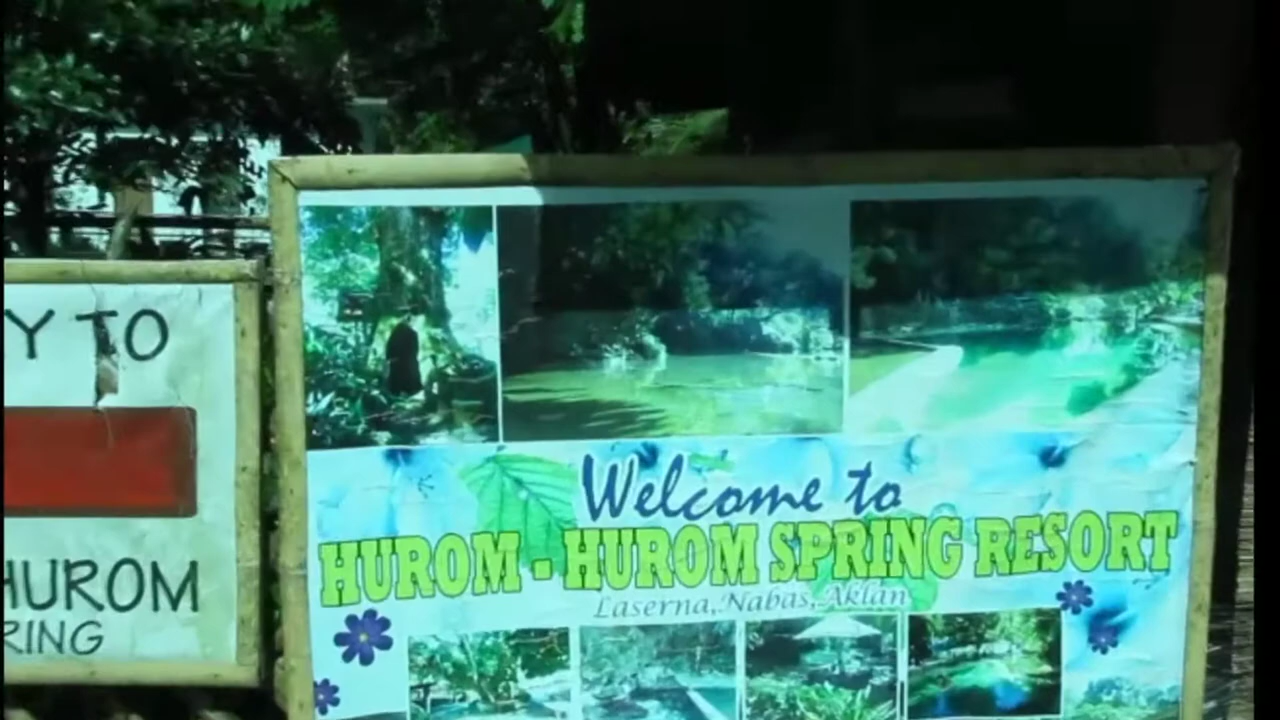 Y TO
HUROM
RING
Welcome to
HUROM - HUROM SPRING RESORT
Laserna, Nabas, Aklan